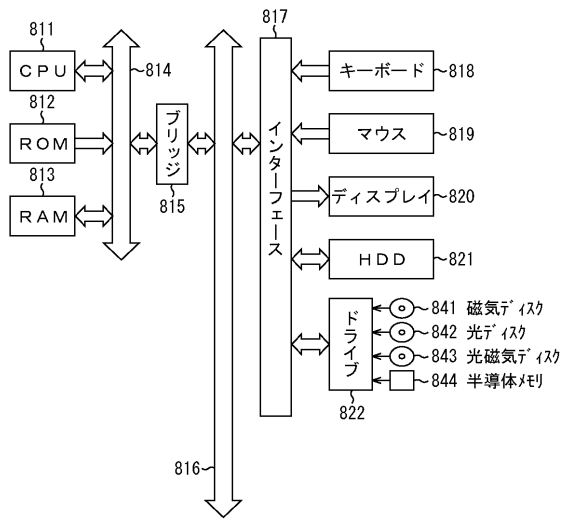 811
CPU
812
ROM
813
RAM
814
ブリッジ
815
816
817
インターフェース
キーボード
818
マウス
819
ディスプレイ
820
HDD
821
ドライブ
822
841 磁気ディスク
842 光ディスク
843 光磁気ディスク
844 半導体メモリ